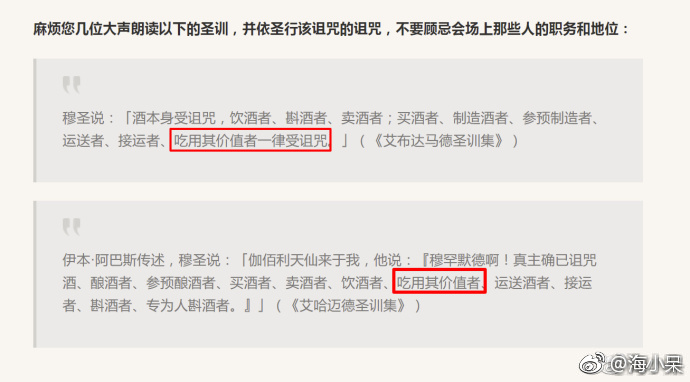 麻烦您几位大声朗读以下的圣训，并依圣行该诅咒的诅咒，不要顾忌会场上那些人的职务和地位：
穆圣说：「酒本身受诅咒，饮酒者、斟酒者、卖酒者；买酒者、制造酒者、参预制造者、
运送者、接运者、吃用其价值者一律受诅咒。」（《艾布达马德圣训集》）
伊本·阿巴斯传述，穆圣说：「伽佰利天仙来于我，他说：『穆罕默德啊！真主确已诅咒
酒、酿酒者、参预酿酒者、买酒者、卖酒者、饮酒者、吃用其价值者、运送酒者、接运
者、斟酒者、专为人斟酒者。』」（《艾哈迈德圣训集》）
@海小呆